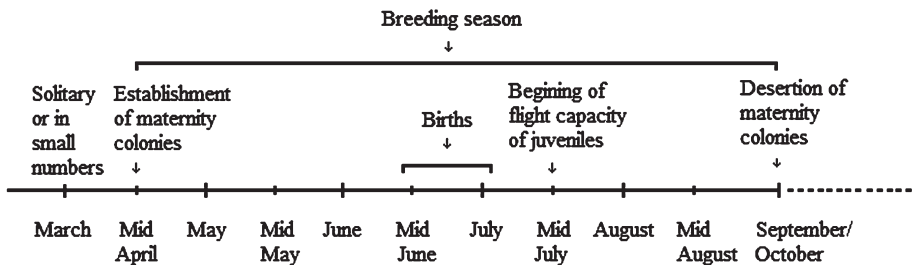 Breeding season
Solitary
or in
small
numbers
Establishment
of maternity
colonies
Births
Begining of
flight capacity
of juveniles
Desertion of
maternity
colonies
March
Mid
April
May
Mid
May
June
Mid
June
July
Mid
July
August
Mid
August
September/
October